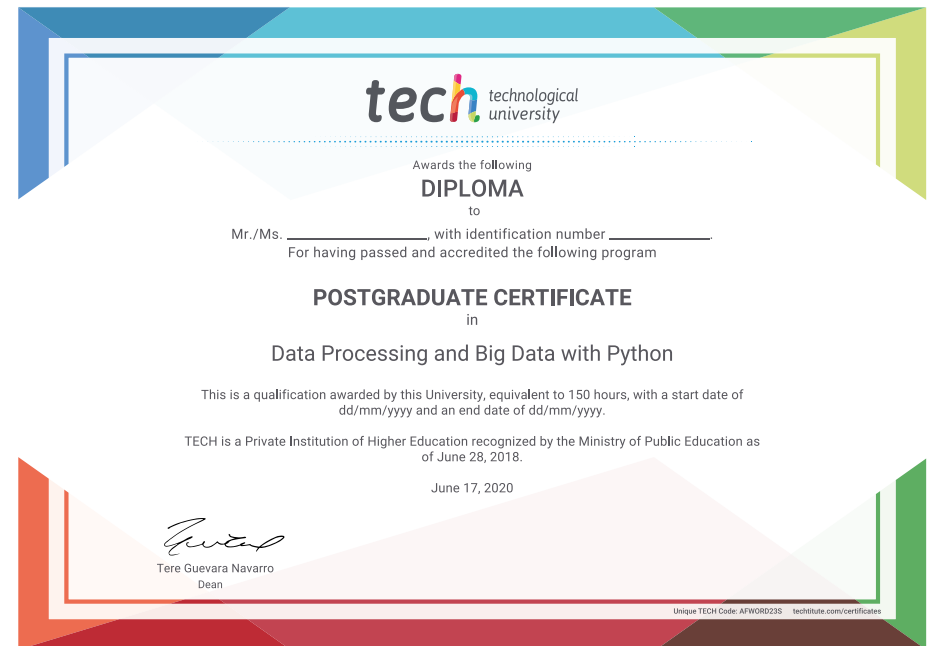 tech technological
university
Awards the following
DIPLOMA
to
Mr./Ms. __________________, with identification number _____________.
For having passed and accredited the following program
POSTGRADUATE CERTIFICATE
in
Data Processing and Big Data with Python
This is a qualification awarded by this University, equivalent to 150 hours, with a start date of
dd/mm/yyyy and an end date of dd/mm/yyyy.
TECH is a Private Institution of Higher Education recognized by the Ministry of Public Education as
of June 28, 2018.
June 17, 2020
Tere Guevara Navarro
Dean
Unique TECH Code: AFWORD23S techtitute.com/certificates